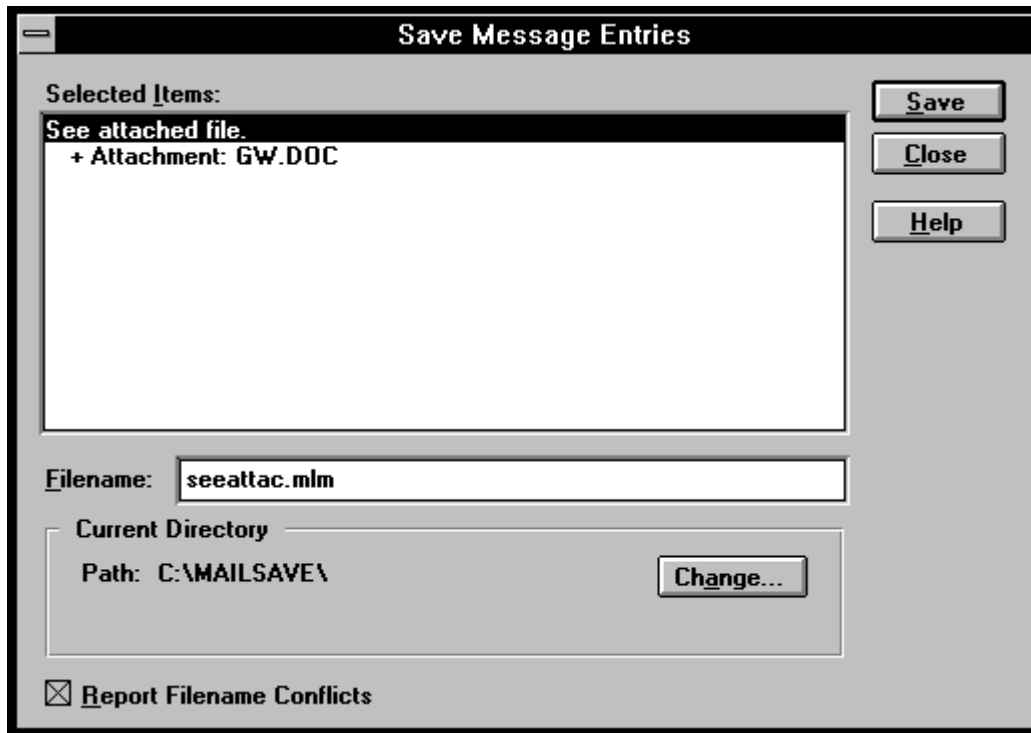 Save Message Entries
Selected Items:
See attached file.
+ Attachment: GW.DOC
Save
Close
Help
Filename: seeattac.mlm
Current Directory
Path: C:\MAILSAVE\
Change...
Report Filename Conflicts